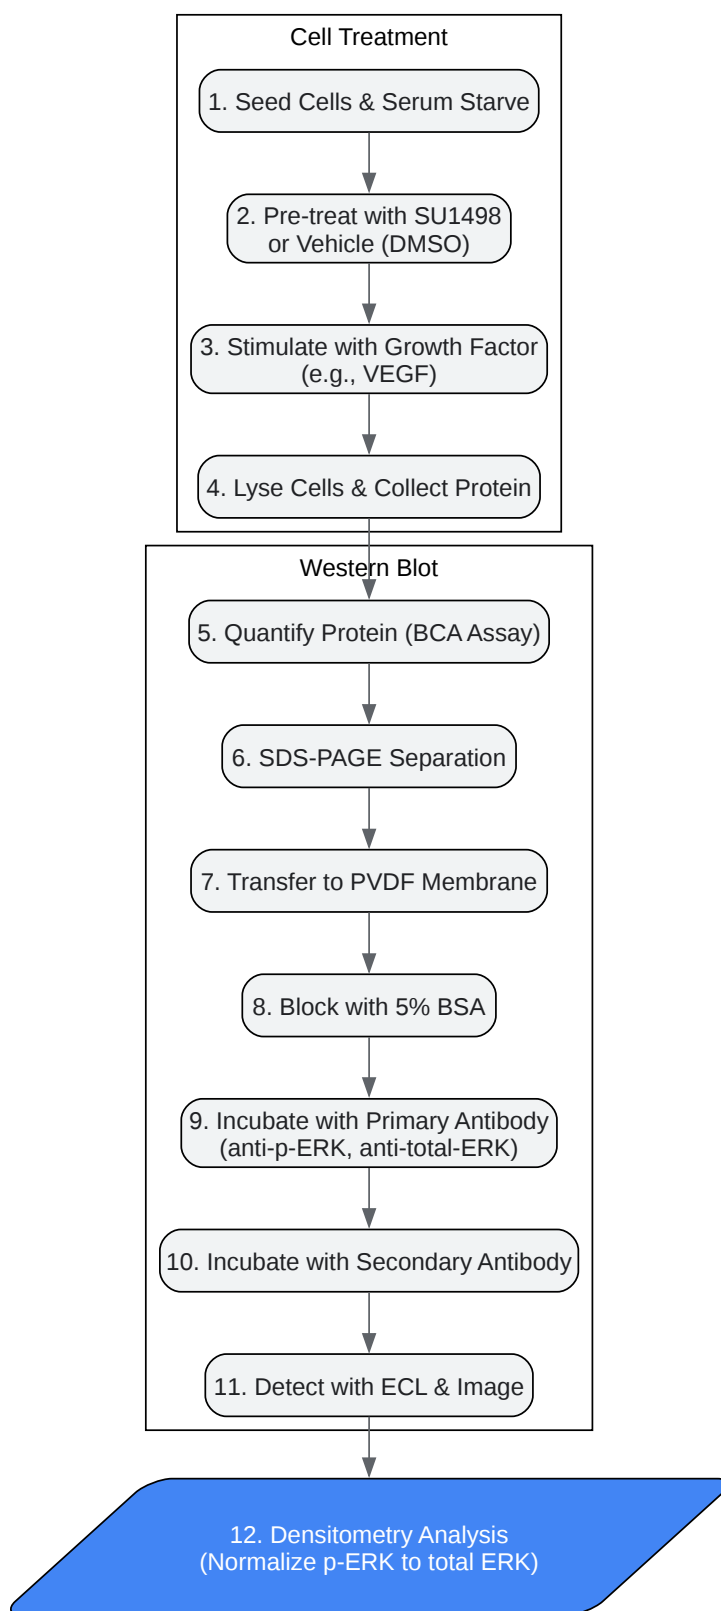 Cell Treatment
1. Seed Cells & Serum Starve
2. Pre-treat with SU1498
or Vehicle (DMSO)
3. Stimulate with Growth Factor
(e.g., VEGF)
4. Lyse Cells & Collect Protein
Western Blot
5. Quantify Protein (BCA Assay)
6. SDS-PAGE Separation
7. Transfer to PVDF Membrane
8. Block with 5% BSA
9. Incubate with Primary Antibody
(anti-p-ERK, anti-total-ERK)
10. Incubate with Secondary Antibody
11. Detect with ECL & Image
12. Densitometry Analysis
(Normalize p-ERK to total ERK)